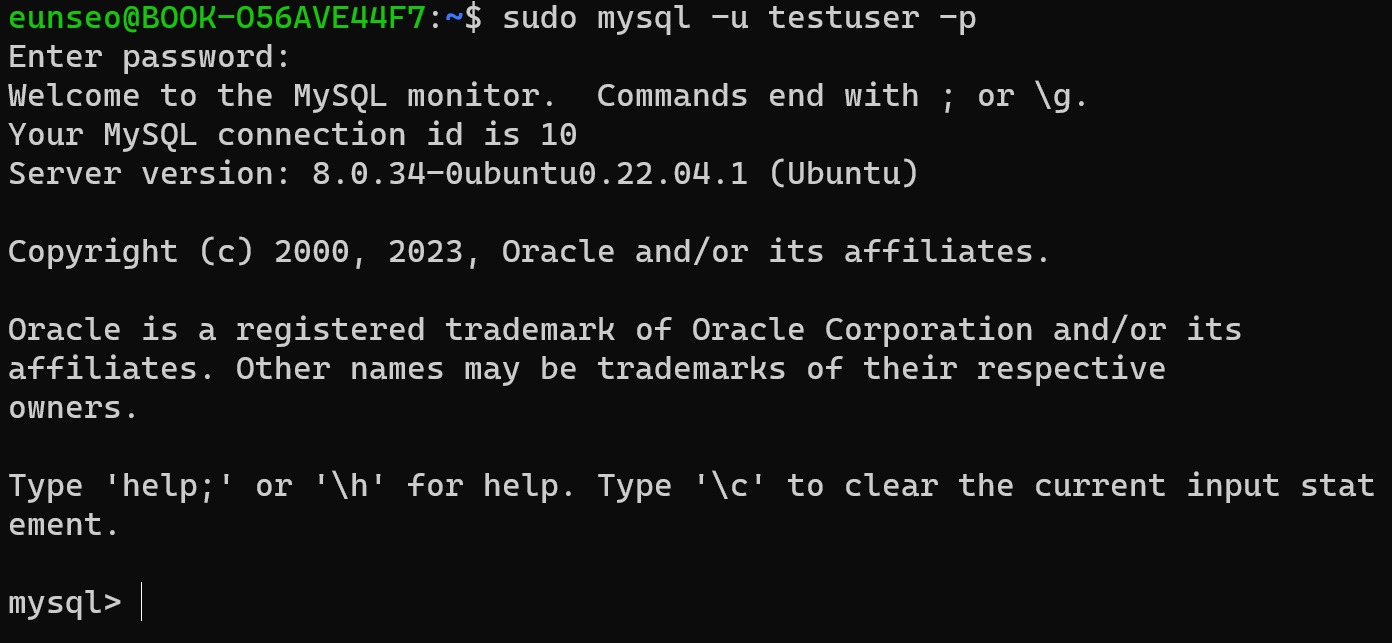 eunseo@BOOK-O56AVE44F7:~$ sudo mysql -u testuser -p
Enter password:
Welcome to the MySQL monitor.  Commands end with ; or \g.
Your MySQL connection id is 10
Server version: 8.0.34-0ubuntu0.22.04.1 (Ubuntu)
Copyright (c) 2000, 2023, Oracle and/or its affiliates.
Oracle is a registered trademark of Oracle Corporation and/or its
affiliates. Other names may be trademarks of their respective
owners.
Type 'help;' or '\h' for help. Type '\c' to clear the current input stat
ement.
mysql>